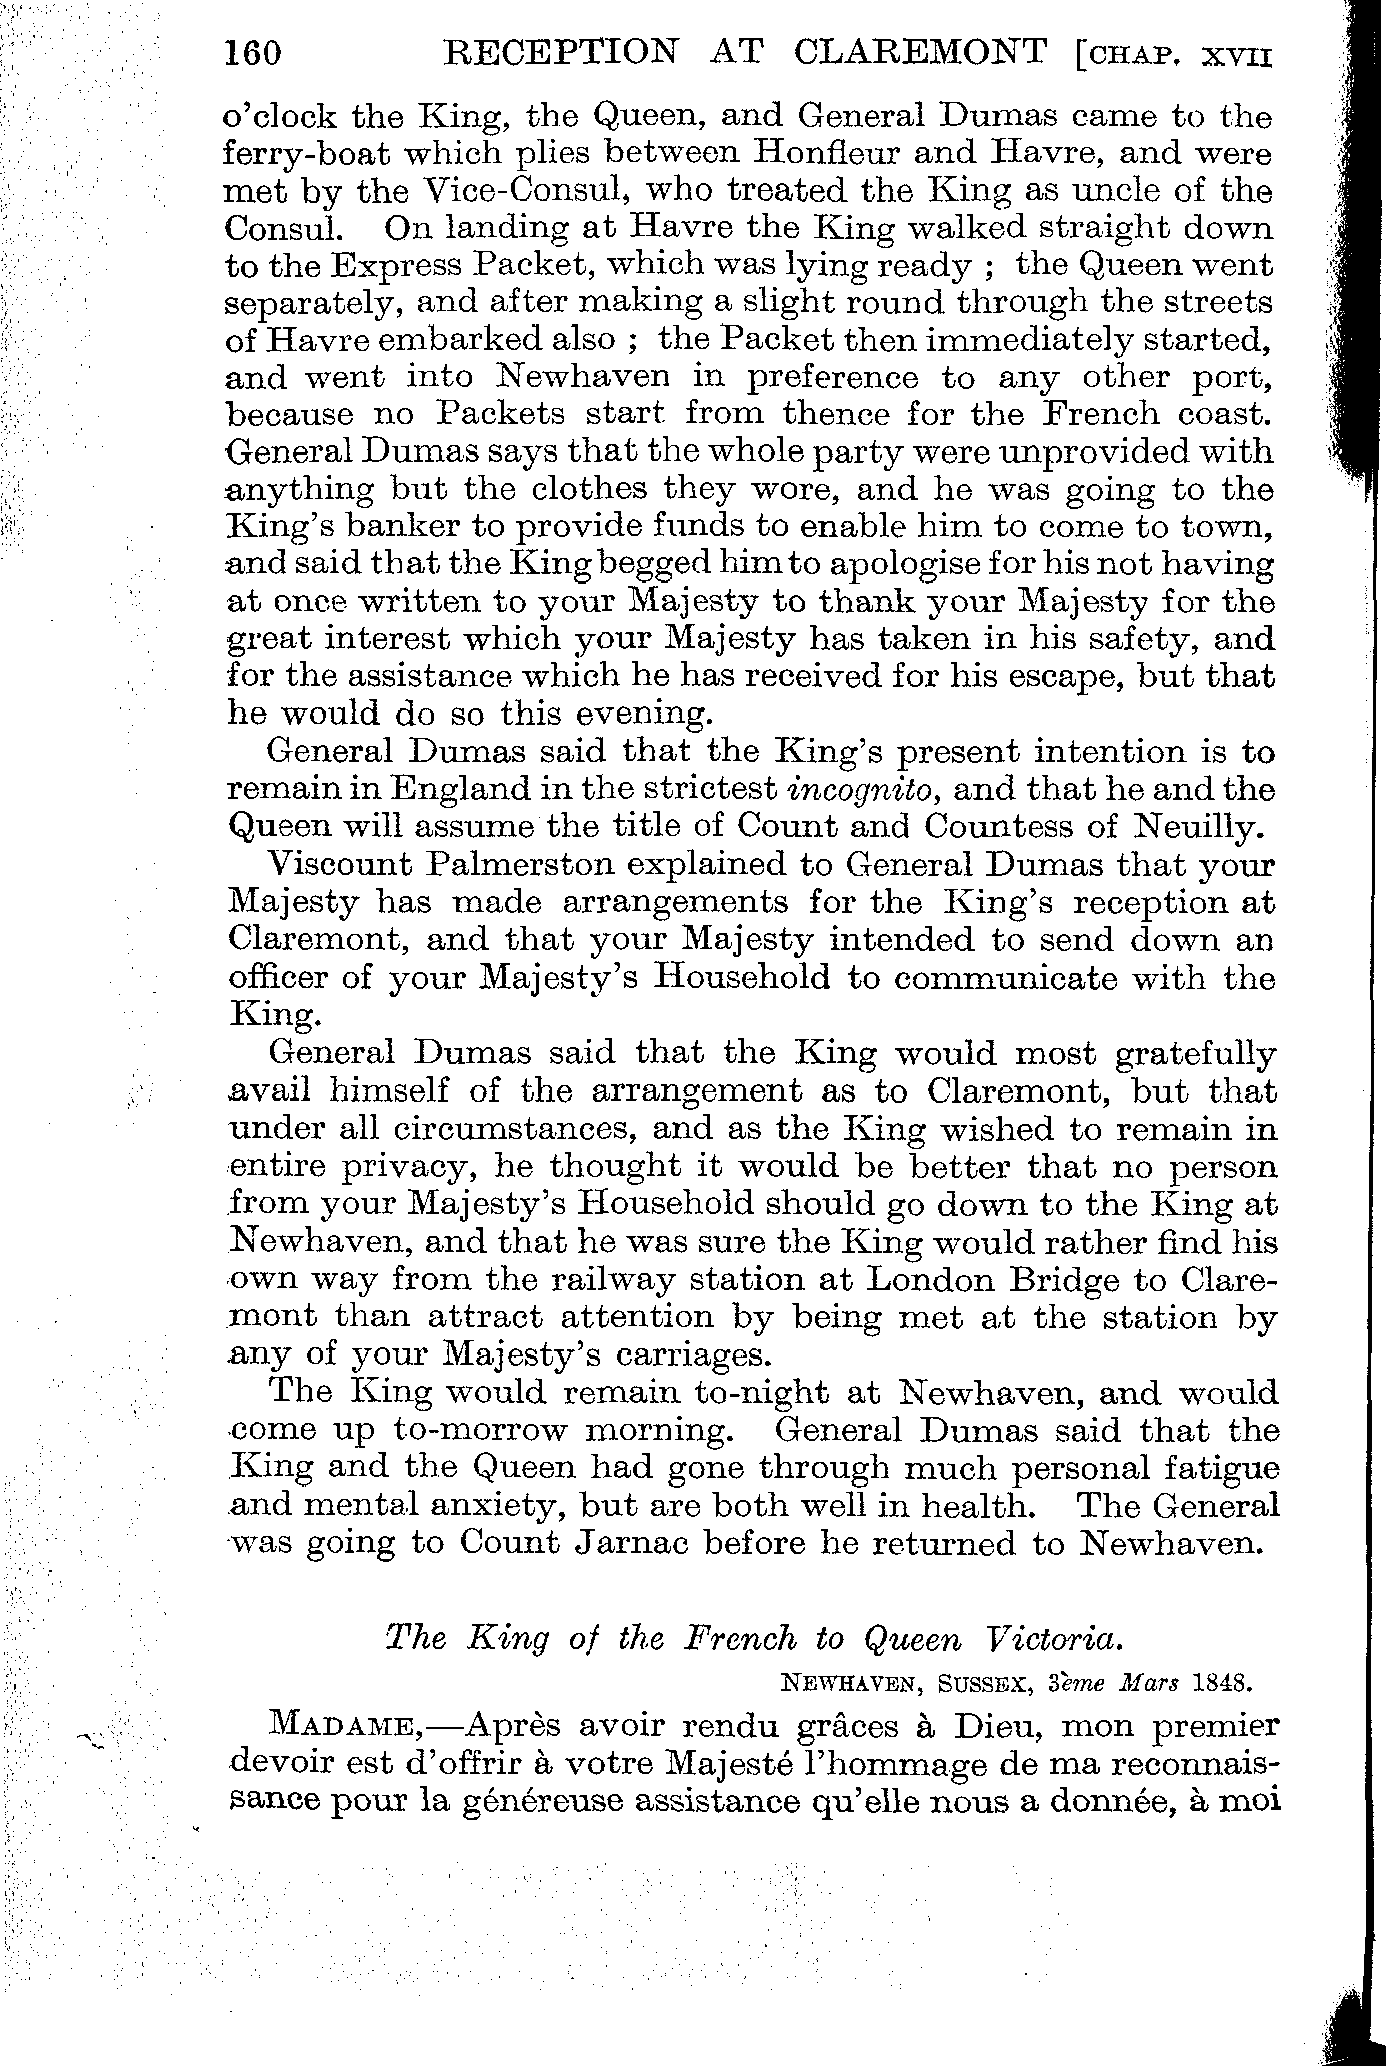 160 RECEPTION AT CLAREMONT [CHAP. XVII
o'clock the King, the Queen, and General Dumas came to the
ferry-boat which plies between Honfleur and Havre, and were
met by the Vice-Consul, who treated the King as uncle of the
Consul. On landing at Havre the King walked straight down
to the Express Packet, which was lying ready ; the Queen went
separately, and after making a slight round through the streets
of Havre embarked also ; the Packet then immediately started,
and went into Newhaven in preference to any other port,
because no Packets start from thence for the French coast.
General Dumas says that the whole party were unprovided with
anything but the clothes they wore, and he was going to the
King's banker to provide funds to enable him to come to town,
and said that the King begged him to apologise for his not having
at once written to your Majesty to thank your Majesty for the
great interest which your Majesty has taken in his safety, and
for the assistance which he has received for his escape, but that
he would do so this evening.
General Dumas said that the King's present intention is to
remain in England in the strictest incognito, and that he and the
Queen will assume the title of Count and Countess of Neuilly.
Viscount Palmerston explained to General Dumas that your
Majesty has made arrangements for the King's reception at
Claremont, and that your Majesty intended to send down an
officer of your Majesty's Household to communicate with the
King.
General Dumas said that the King would most gratefully
avail himself of the arrangement as to Claremont, but that
under all circumstances, and as the King wished to remain in
entire privacy, he thought it would be better that no person
from your Majesty's Household should go down to the King at
Newhaven, and that he was sure the King would rather find his
own way from the railway station at London Bridge to Clare-
mont than attract attention by being met at the station by
any of your Majesty's carriages.
The King would remain to-night at Newhaven, and would
come up to-morrow morning. General Dumas said that the
King and the Queen had gone through much personal fatigue
and mental anxiety, but are both well in health. The General
was going to Count Jarnac before he returned to Newhaven.
The King of the French to Queen Victoria.
NEWHAVEN, SUSSEX, 3ème Mars 1848.
MADAME,—Après avoir rendu grâces à Dieu, mon premier
devoir est d'offrir à votre Majesté l'hommage de ma reconnais-
sance pour la généreuse assistance qu'elle nous a donnée, à moi